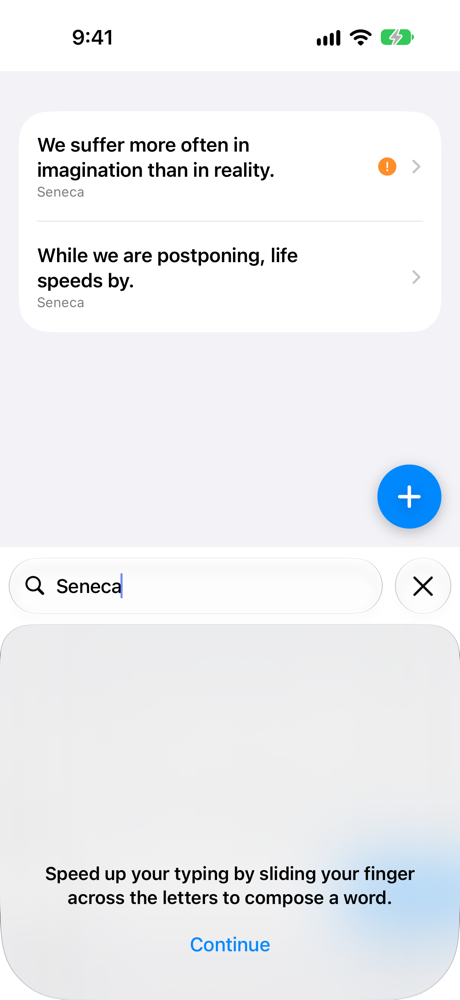 9:41
We suffer more often in
imagination than in reality.
Seneca
While we are postponing, life
speeds by.
Seneca
Seneca
Speed up your typing by sliding your finger
across the letters to compose a word.
Continue